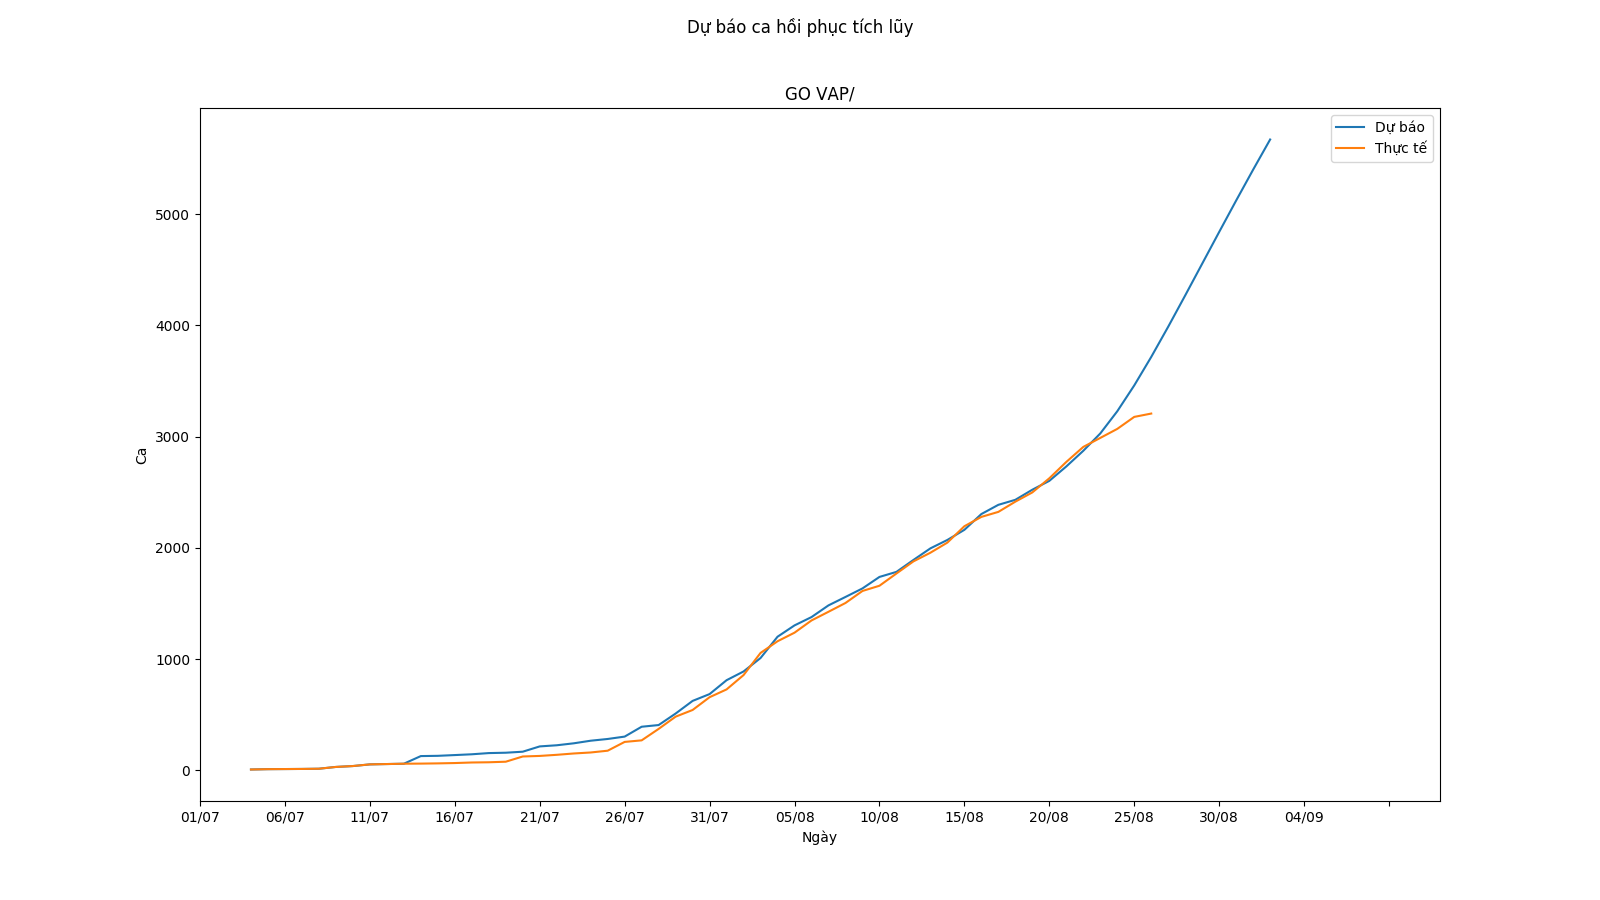 Dự báo ca hồi phục tích lũy
GO VAP/
Dự báo
Thực tế
5000
4000
3000
2000
1000
0
Ca
01/07 06/07 11/07 16/07 21/07 26/07 31/07 05/08 10/08 15/08 20/08 25/08 30/08 04/09
Ngày